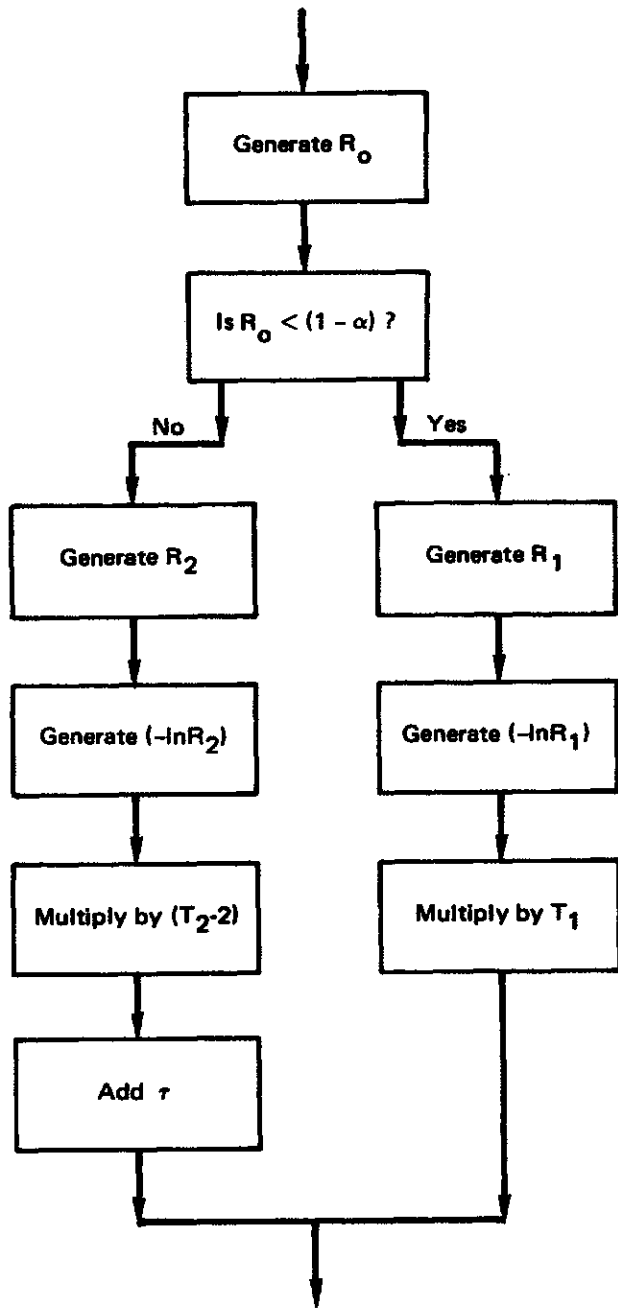 Generate R₀
Is R₀ < (1 - α) ?
No
Yes
Generate R₂
Generate R₁
Generate (-lnR₂)
Generate (-lnR₁)
Multiply by (T₂-2)
Multiply by T₁
Add τ